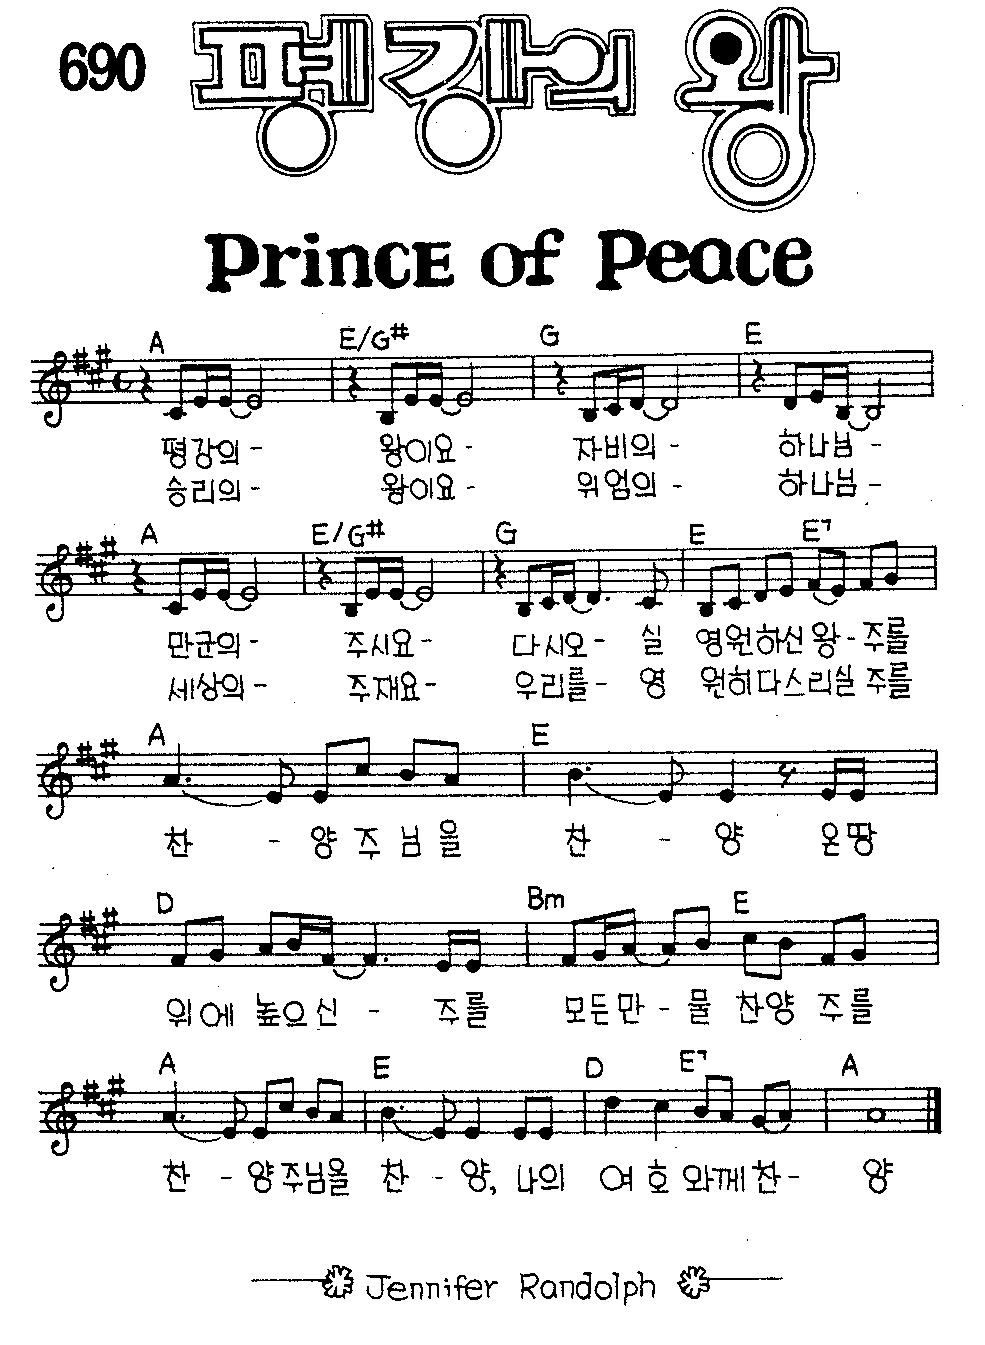 690 평강의 왕
Prince of Peace
A E/G# G E
평강의- 왕이요- 자비의- 하나님-
승리의- 왕이요- 위엄의- 하나님-
A E/G# G E E7
만군의- 주시요- 다시오- 실 영원하신 왕-주를
세상의- 주재요- 우리를- 영 원히다스리실 주를
A E
찬 - 양 주 님 을 찬 - 양 온땅
D Bm E
위에 높으신 - 주를 모든만 - 물 찬양 주를
A E D E7 A
찬 - 양주님을 찬 - 양, 나의 여호와께찬- 양
Jennifer Randolph